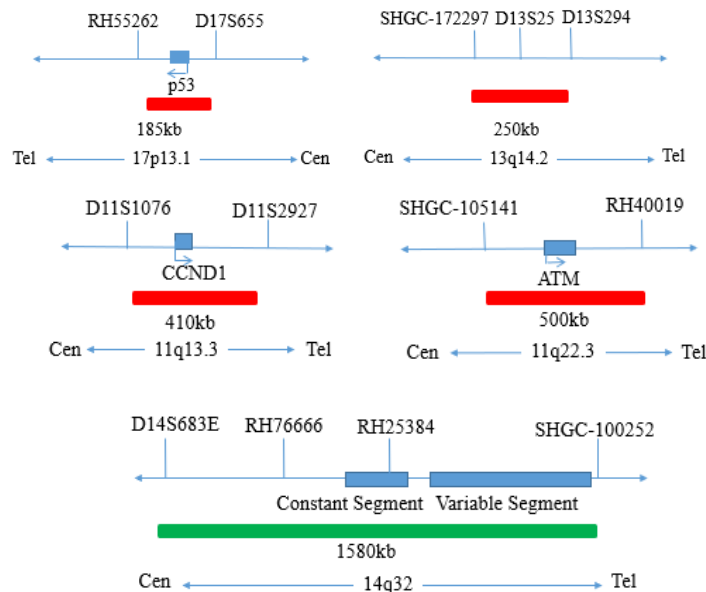 RH55262 D17S655
p53
185kb
Tel 17p13.1 Cen
SHGC-172297 D13S25 D13S294
250kb
Cen 13q14.2 Tel
D11S1076 D11S2927
CCND1
410kb
Cen 11q13.3 Tel
SHGC-105141 RH40019
ATM
500kb
Cen 11q22.3 Tel
D14S683E RH76666 RH25384 SHGC-100252
Constant Segment Variable Segment
1580kb
Cen 14q32 Tel